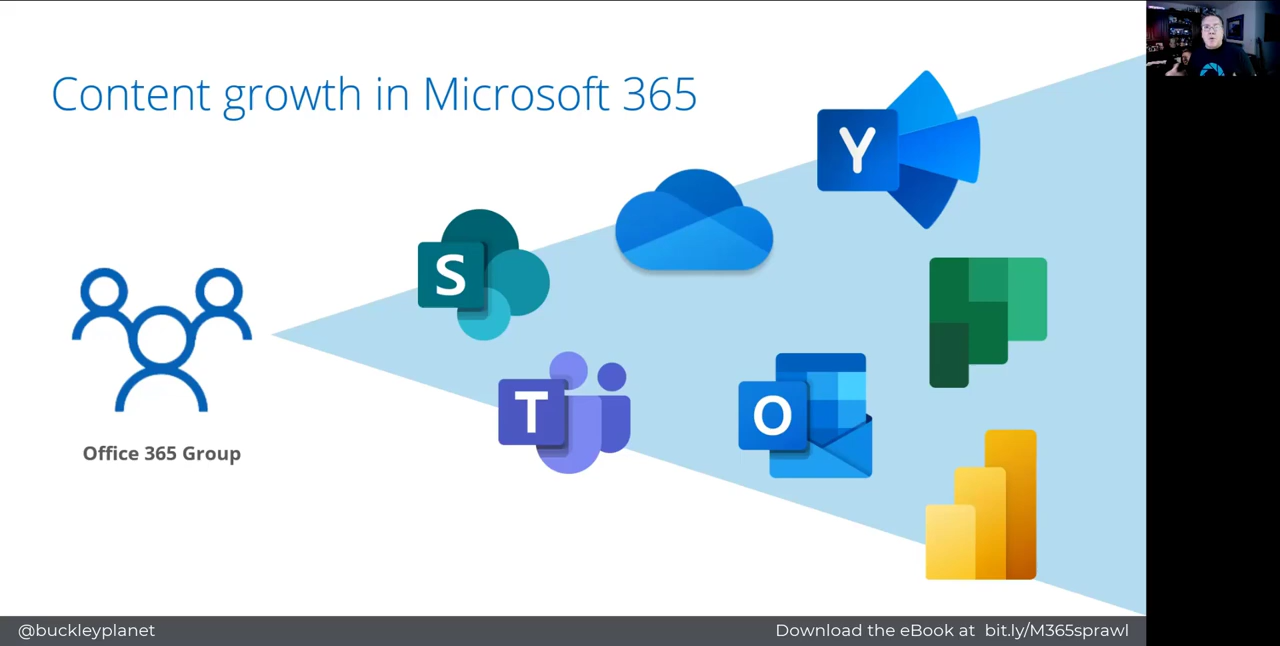 Content growth in Microsoft 365
Y
S
T
O
Office 365 Group
@buckleyplanet
Download the eBook at bit.ly/M365sprawl